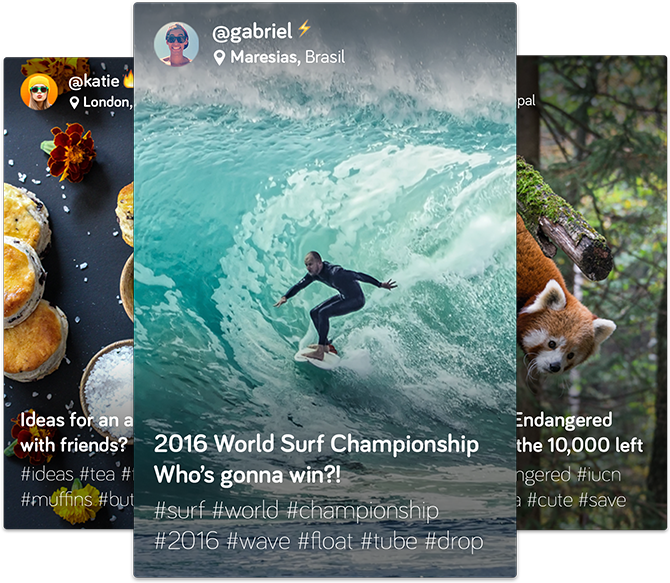 @katie
London,
Ideas for an a
with friends?
#ideas #tea
#muffins #but
@gabriel
Maresias, Brasil
2016 World Surf Championship
Who's gonna win?!
#surf #world #championship
#2016 #wave #float #tube #drop
pal
Endangered
the 10,000 left
ngered #iucn
#cute #save